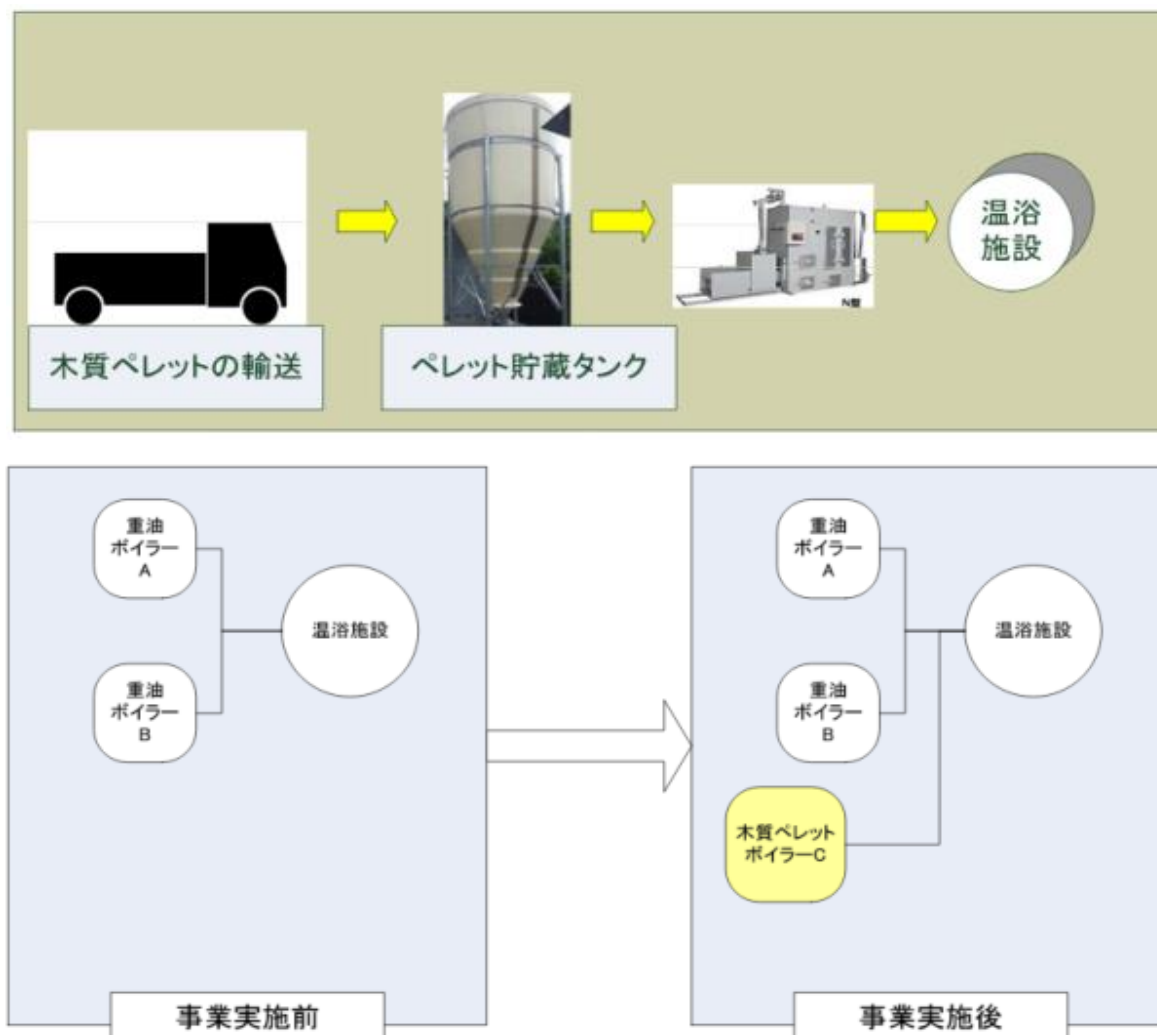 温浴
施設
N型
木質ペレットの輸送
ペレット貯蔵タンク
重油
ボイラー
A
温浴施設
重油
ボイラー
B
事業実施前
重油
ボイラー
A
温浴施設
重油
ボイラー
B
木質ペレット
ボイラーC
事業実施後